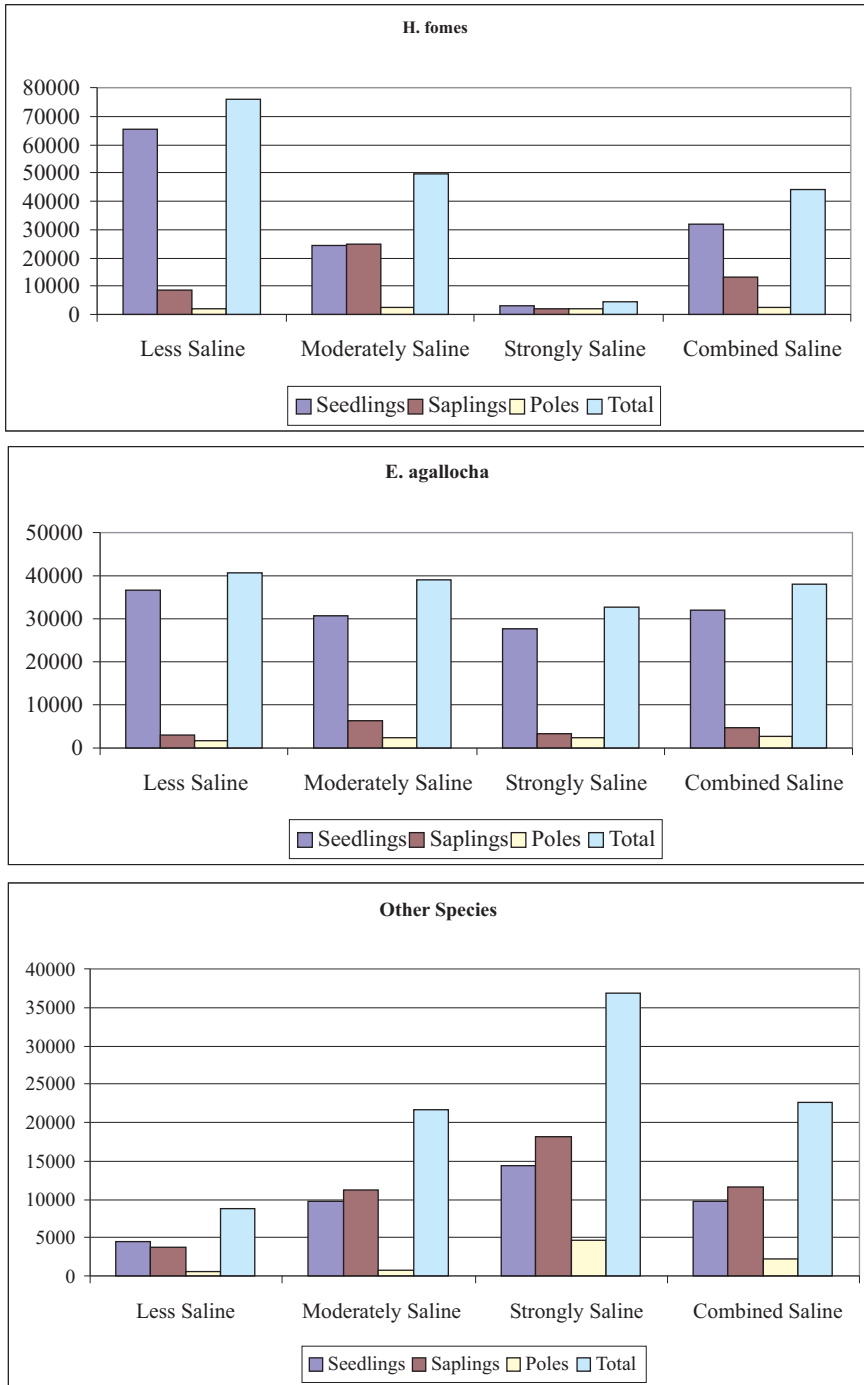 H. fomes
80000
70000
60000
50000
40000
30000
20000
10000
0
Less Saline Moderately Saline Strongly Saline Combined Saline
Seedlings Saplings Poles Total
E. agallocha
50000
40000
30000
20000
10000
0
Less Saline Moderately Saline Strongly Saline Combined Saline
Seedlings Saplings Poles Total
Other Species
40000
35000
30000
25000
20000
15000
10000
5000
0
Less Saline Moderately Saline Strongly Saline Combined Saline
Seedlings Saplings Poles Total